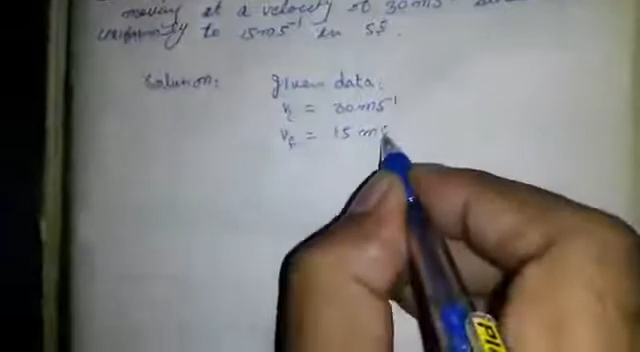 moving at a velocity of 30ms⁻¹
uniformly to 15ms⁻¹ in 5s.
Solution: given data:
vᵢ = 30ms⁻¹
v_f = 15 ms